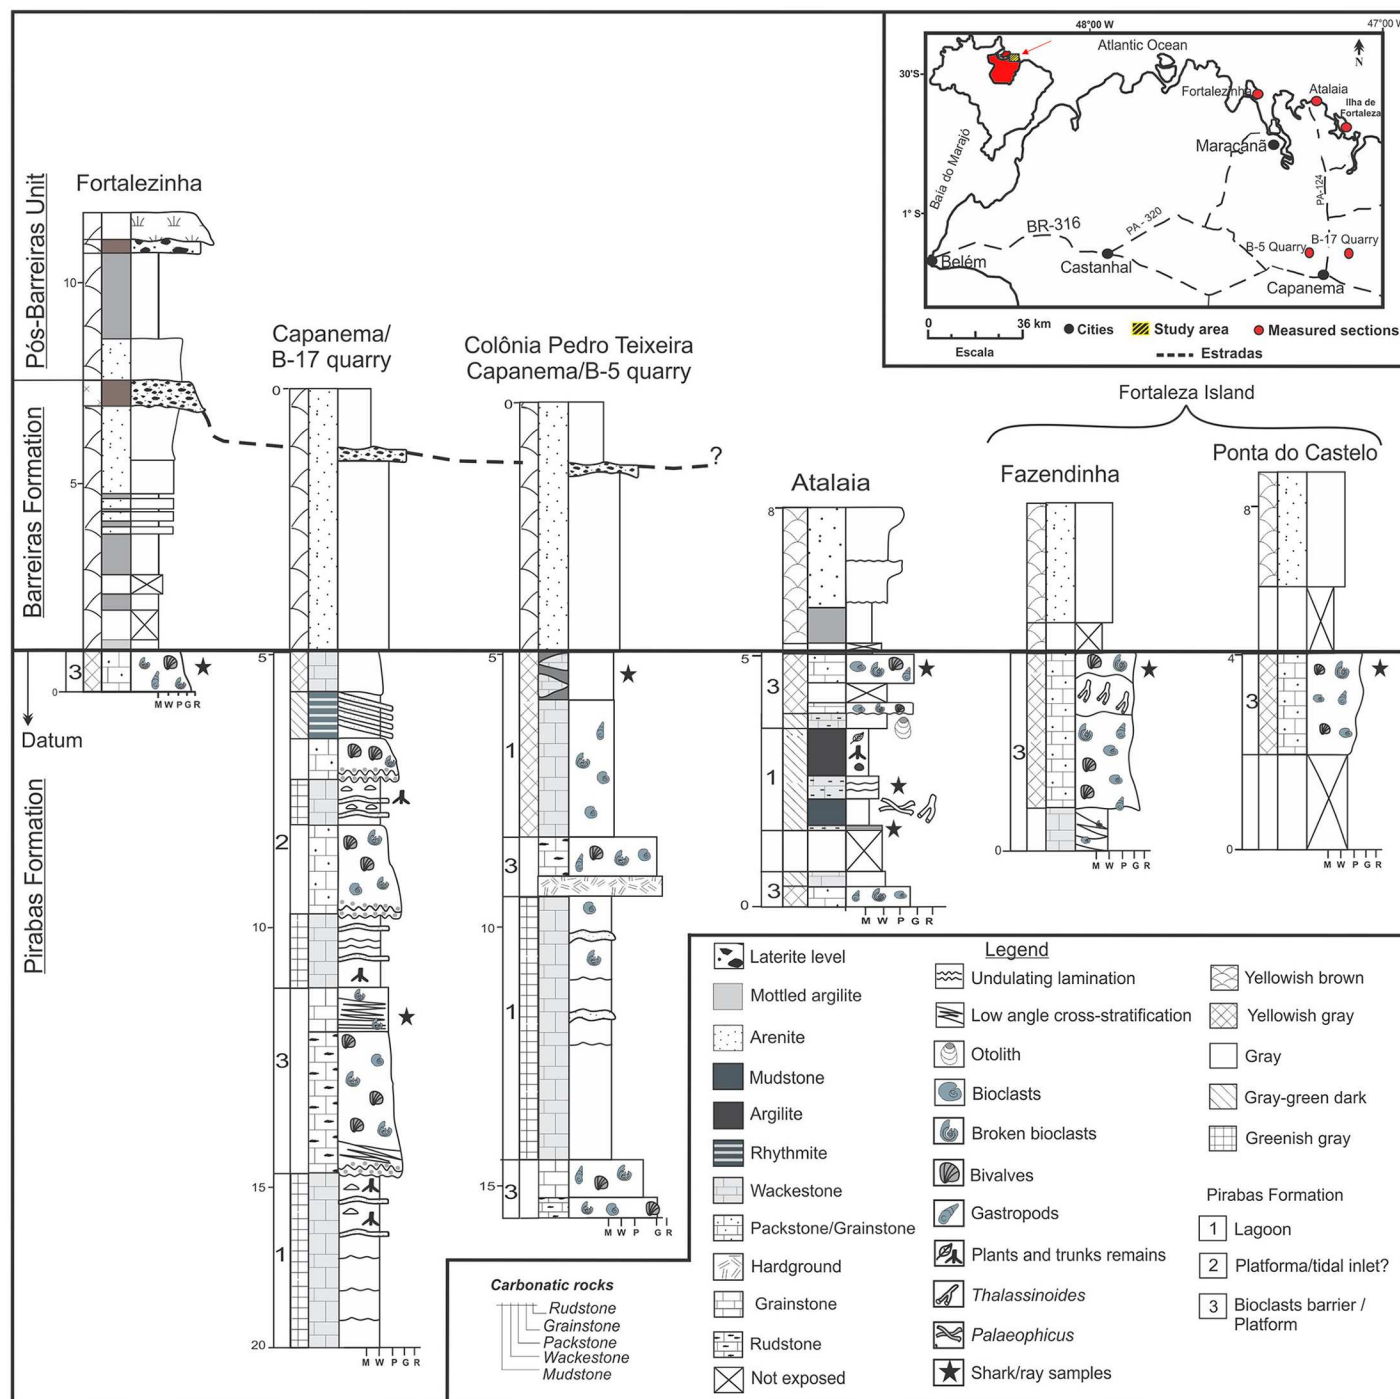 48°00 W
47°00 W
Atlantic Ocean
N
30'S
Fortalezinha
Atalaia
Ilha de
Fortaleza
Maracanã
Baía do Marajó
PA-124
1° S
BR-316
PA - 320
B-5 Quarry
B-17 Quarry
Belém
Castanhal
Capanema
0
36 km
Escala
Cities
Study area
Measured sections
Estradas
Pós-Barreiras Unit
Barreiras Formation
Datum
Pirabas Formation
Fortalezinha
10
5
3
0
M W P G R
Capanema/
B-17 quarry
0
5
2
10
3
15
1
20
M W P G R
Colônia Pedro Teixeira
Capanema/B-5 quarry
0
?
5
1
3
10
1
15
3
M W P G R
Atalaia
8
5
3
1
3
0
M W P G R
Fortaleza Island
Fazendinha
3
0
M W P G R
Ponta do Castelo
8
4
3
0
M W P G R
Legend
Laterite level
Mottled argilite
Arenite
Mudstone
Argilite
Rhythmite
Wackestone
Packstone/Grainstone
Hardground
Grainstone
Rudstone
Not exposed
Undulating lamination
Low angle cross-stratification
Otolith
Bioclasts
Broken bioclasts
Bivalves
Gastropods
Plants and trunks remains
Thalassinoides
Palaeophicus
Shark/ray samples
Yellowish brown
Yellowish gray
Gray
Gray-green dark
Greenish gray
Pirabas Formation
1 Lagoon
2 Platforma/tidal inlet?
3 Bioclasts barrier /
Platform
Carbonatic rocks
Rudstone
Grainstone
Packstone
Wackestone
Mudstone